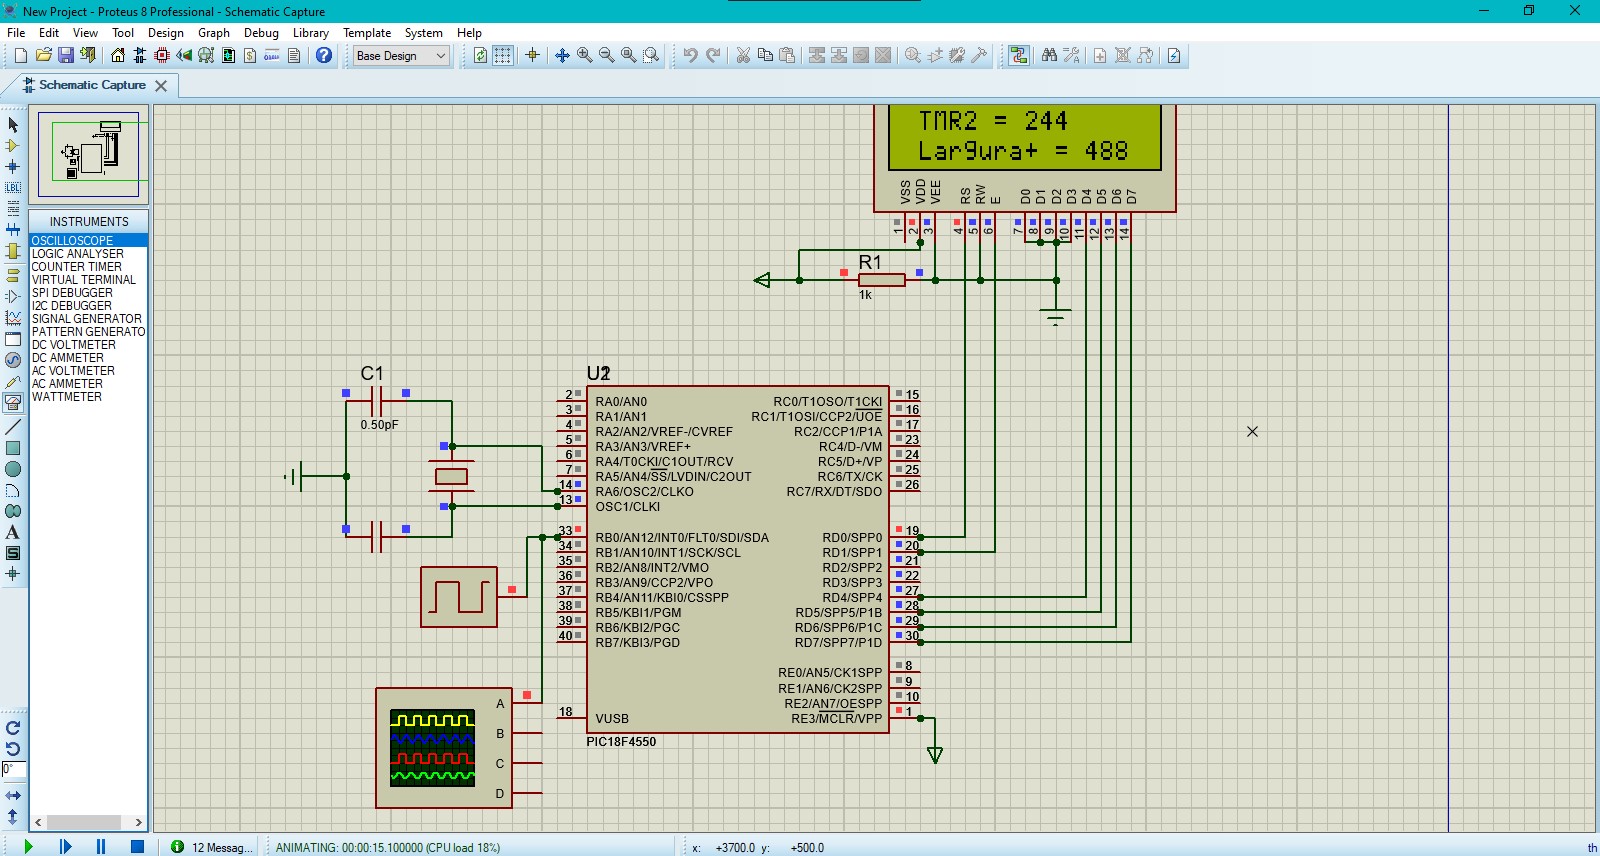 New Project - Proteus 8 Professional - Schematic Capture
File Edit View Tool Design Graph Debug Library Template System Help
Base Design
Schematic Capture
INSTRUMENTS
OSCILLOSCOPE
LOGIC ANALYSER
COUNTER TIMER
VIRTUAL TERMINAL
SPI DEBUGGER
I2C DEBUGGER
SIGNAL GENERATOR
PATTERN GENERATO
DC VOLTMETER
DC AMMETER
AC VOLTMETER
AC AMMETER
WATTMETER
LBL
A
S
0°
TMR2 = 244
Largura+ = 488
VSS VDD VEE RS RW E D0 D1 D2 D3 D4 D5 D6 D7
1 2 3 4 5 6 7 8 9 10 11 12 13 14
R1
1k
C1
0.50pF
2 RA0/AN0
3 RA1/AN1
4 RA2/AN2/VREF-/CVREF
5 RA3/AN3/VREF+
6 RA4/T0CKI/C1OUT/RCV
7 RA5/AN4/SS/LVDIN/C2OUT
14 RA6/OSC2/CLKO
13 OSC1/CLKI
33 RB0/AN12/INT0/FLT0/SDI/SDA
34 RB1/AN10/INT1/SCK/SCL
35 RB2/AN8/INT2/VMO
36 RB3/AN9/CCP2/VPO
37 RB4/AN11/KBI0/CSSPP
38 RB5/KBI1/PGM
39 RB6/KBI2/PGC
40 RB7/KBI3/PGD
18 VUSB
RC0/T1OSO/T1CKI 15
RC1/T1OSI/CCP2/UOE 16
RC2/CCP1/P1A 17
RC4/D-/VM 23
RC5/D+/VP 24
RC6/TX/CK 25
RC7/RX/DT/SDO 26
RD0/SPP0 19
RD1/SPP1 20
RD2/SPP2 21
RD3/SPP3 22
RD4/SPP4 27
RD5/SPP5/P1B 28
RD6/SPP6/P1C 29
RD7/SPP7/P1D 30
RE0/AN5/CK1SPP 8
RE1/AN6/CK2SPP 9
RE2/AN7/OESPP 10
RE3/MCLR/VPP 1
PIC18F4550
A
B
C
D
12 Messag...
ANIMATING: 00:00:15.100000 (CPU load 18%)
x: +3700.0 y: +500.0
th